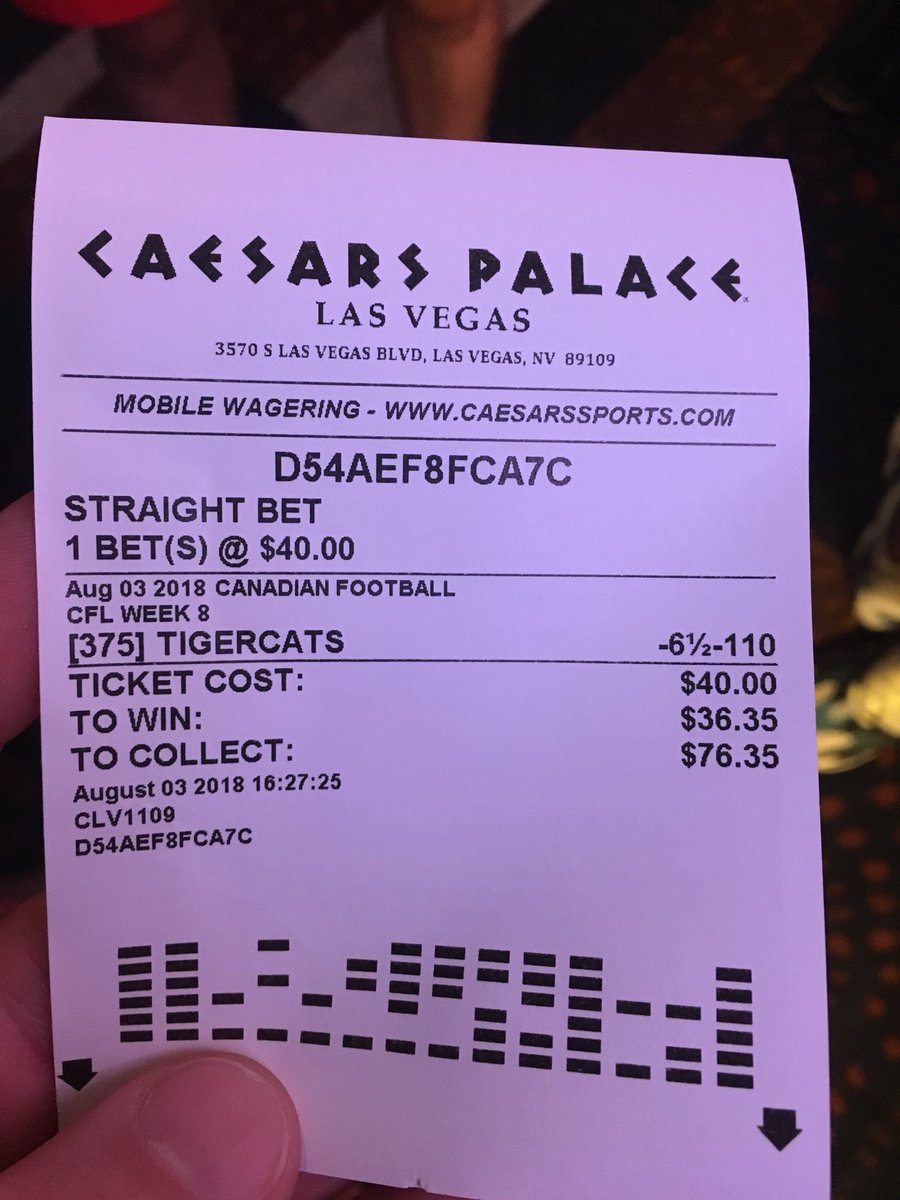 CAESARS PALACE
LAS VEGAS
3570 S LAS VEGAS BLVD, LAS VEGAS, NV 89109
MOBILE WAGERING - WWW.CAESARSSPORTS.COM
D54AEF8FCA7C
STRAIGHT BET
1 BET(S) @ $40.00
Aug 03 2018 CANADIAN FOOTBALL
CFL WEEK 8
[375] TIGERCATS -6½-110
TICKET COST: $40.00
TO WIN: $36.35
TO COLLECT: $76.35
August 03 2018 16:27:25
CLV1109
D54AEF8FCA7C